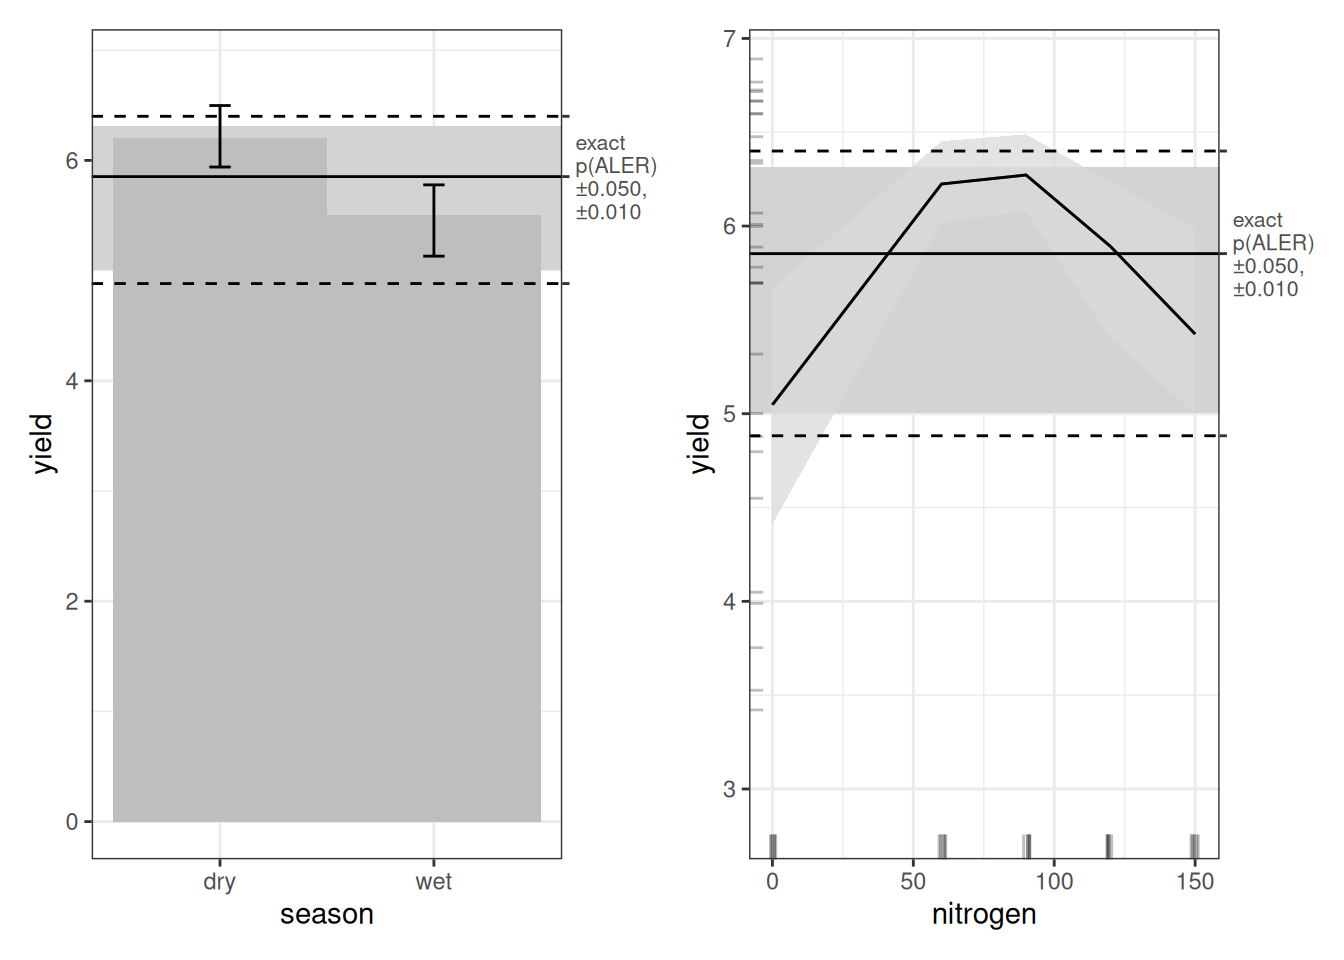 yield
6
4
2
0
dry wet
season
exact
p(ALER)
±0.050,
±0.010
yield
7
6
5
4
3
0 50 100 150
nitrogen
exact
p(ALER)
±0.050,
±0.010